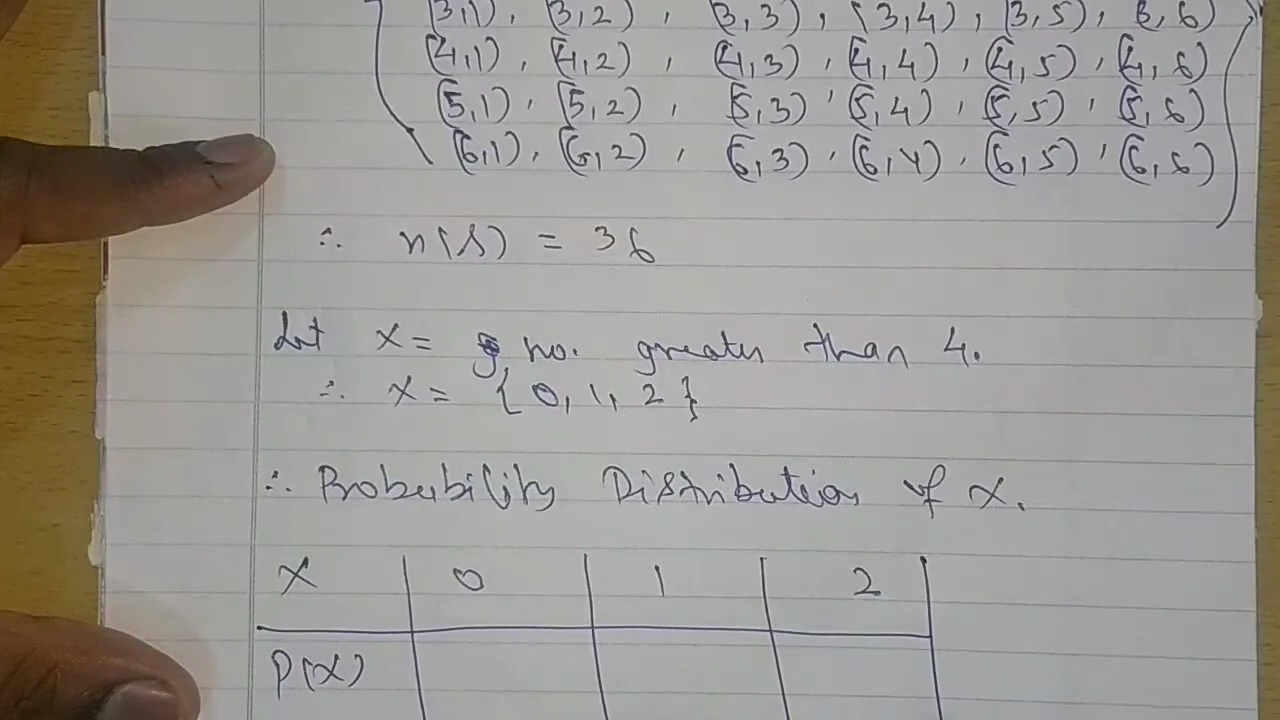 (3,1), (3,2), (3,3), (3,4), (3,5), (3,6)
(4,1), (4,2), (4,3), (4,4), (4,5), (4,6)
(5,1), (5,2), (5,3), (5,4), (5,5), (5,6)
(6,1), (6,2), (6,3), (6,4), (6,5), (6,6)
∴ n(S) = 36
Let X = no. greater than 4.
∴ X = {0, 1, 2}
∴ Probability Distribution of X.
X 0 1 2
P(X)